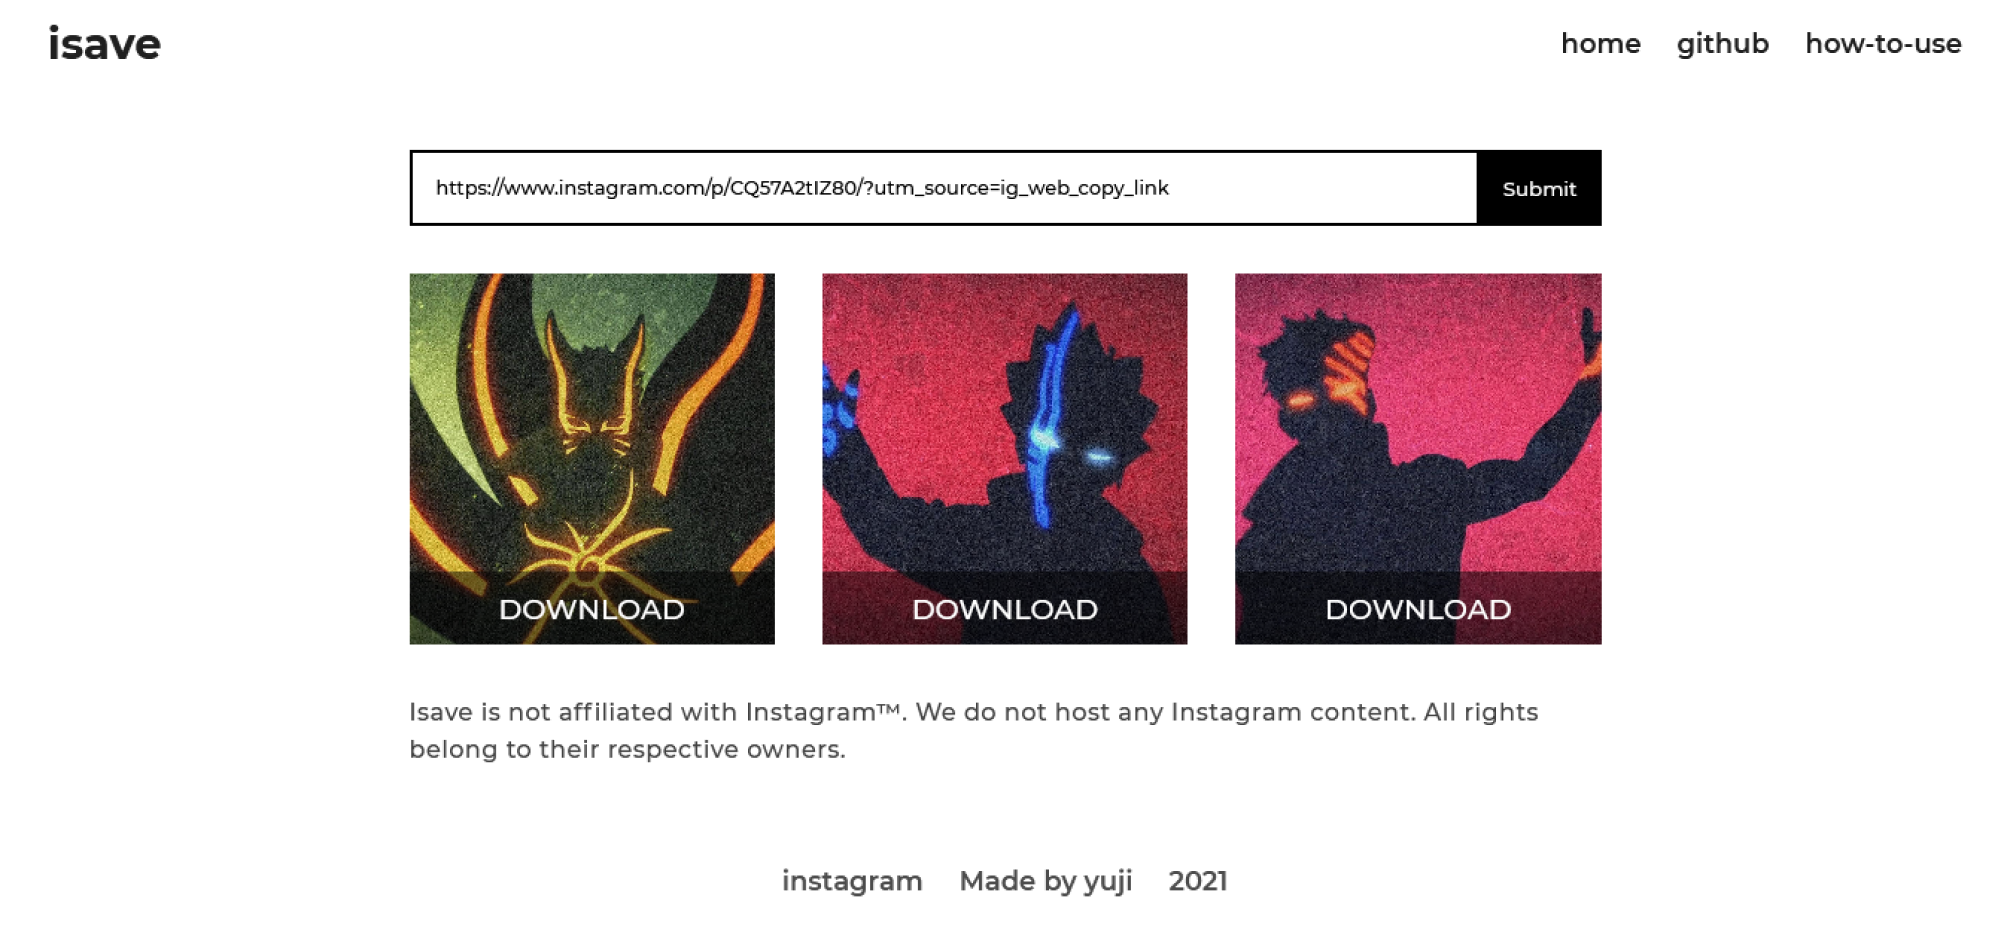 isave
home github how-to-use
https://www.instagram.com/p/CQ57A2tIZ80/?utm_source=ig_web_copy_link
Submit
DOWNLOAD DOWNLOAD DOWNLOAD
Isave is not affiliated with Instagram™. We do not host any Instagram content. All rights
belong to their respective owners.
instagram Made by yuji 2021